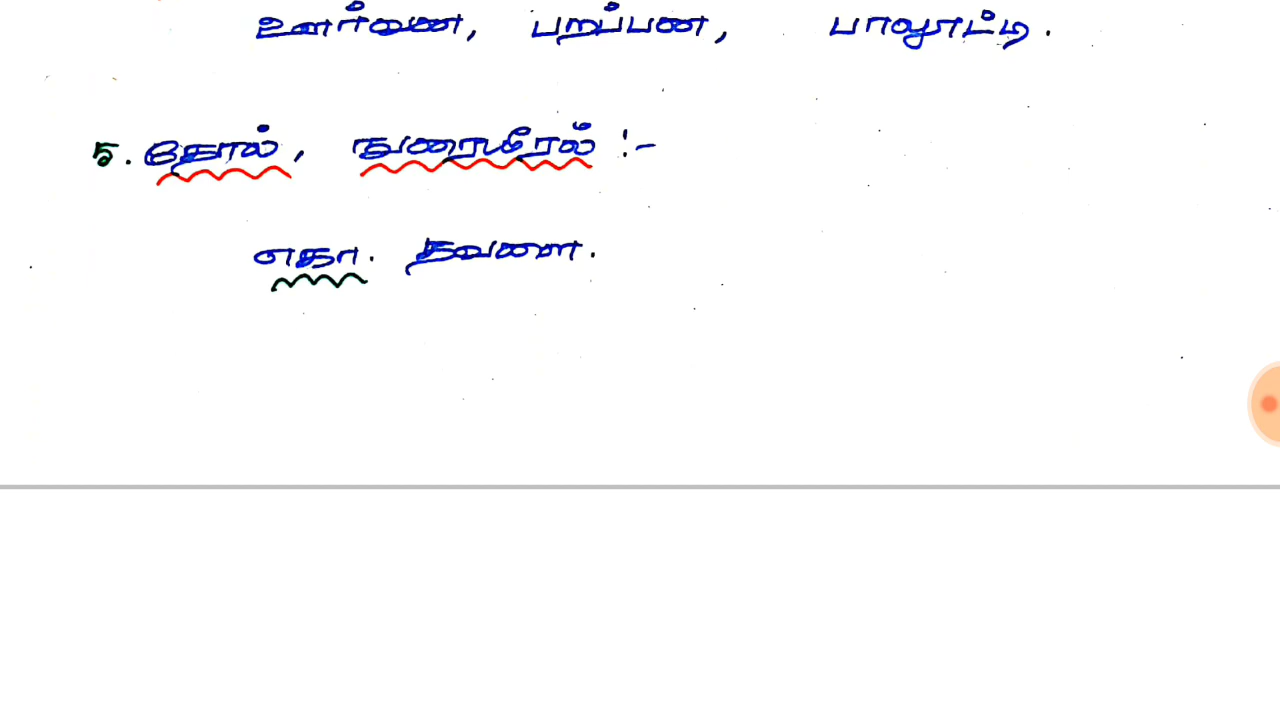 ஊர்வன, பறப்பன, பாலூட்டி.
5. தோல், நுரையீரல் :-
எகா. தவளை.